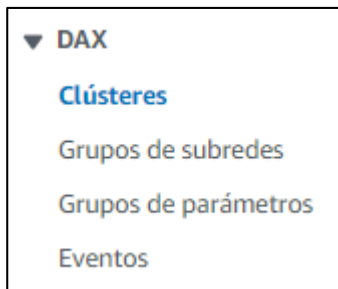 DAX
Clústeres
Grupos de subredes
Grupos de parámetros
Eventos